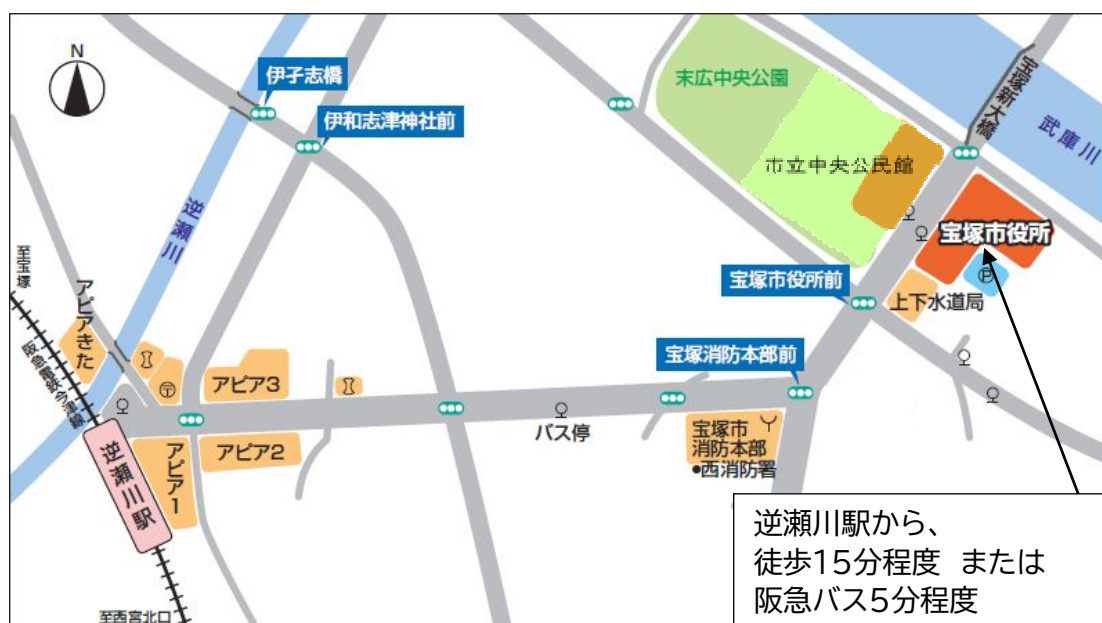 N
伊子志橋
伊和志津神社前
末広中央公園
市立中央公民館
宝塚新大橋
武庫川
逆瀬川
宝塚市役所
P
上下水道局
宝塚市役所前
宝塚消防本部前
至宝塚
アピアきた
阪急電鉄今津線
アピア3
アピア2
アピア1
逆瀬川駅
バス停
宝塚市
消防本部
●西消防署
至西宮北口
逆瀬川駅から、
徒歩15分程度 または
阪急バス5分程度